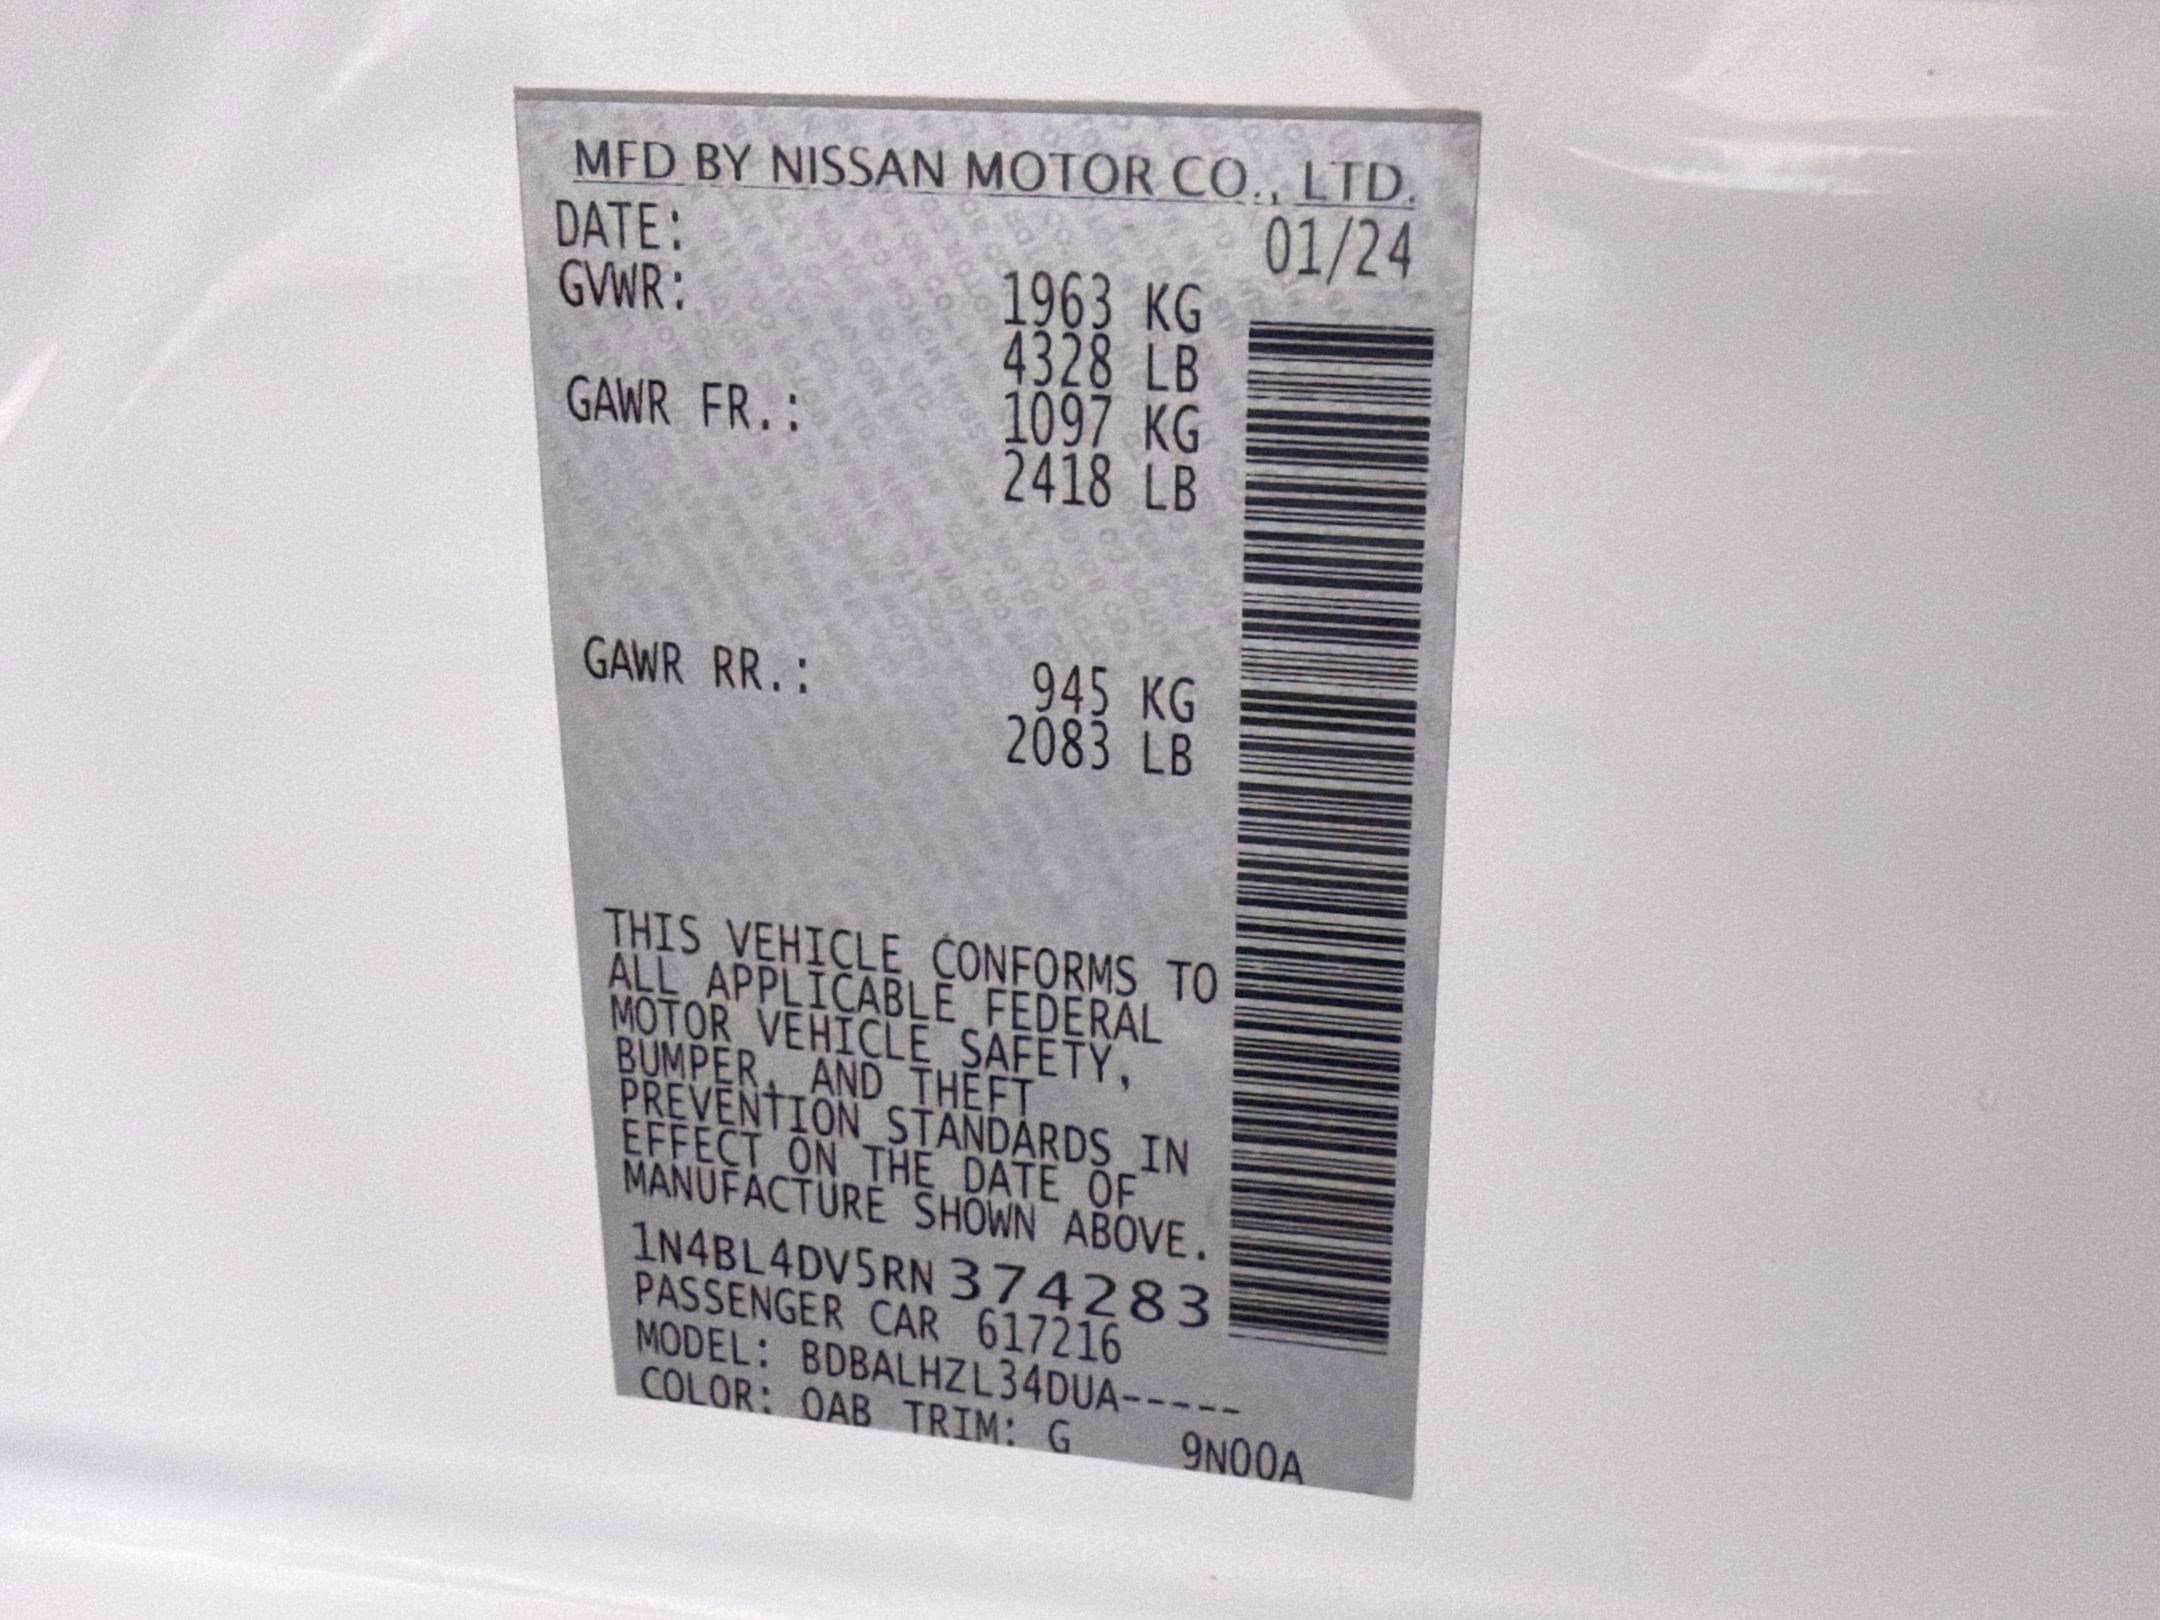 MFD BY NISSAN MOTOR CO., LTD.
DATE: 01/24
GVWR: 1963 KG
4328 LB
GAWR FR.: 1097 KG
2418 LB
GAWR RR.: 945 KG
2083 LB
THIS VEHICLE CONFORMS TO
ALL APPLICABLE FEDERAL
MOTOR VEHICLE SAFETY,
BUMPER, AND THEFT
PREVENTION STANDARDS IN
EFFECT ON THE DATE OF
MANUFACTURE SHOWN ABOVE.
1N4BL4DV5RN374283
PASSENGER CAR 617216
MODEL: BDBALHZL34DUA-----
COLOR: QAB TRIM: G 9N00A